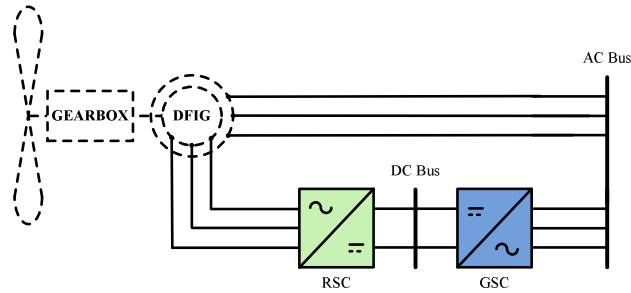 AC Bus
GEARBOX
DFIG
DC Bus
RSC
GSC